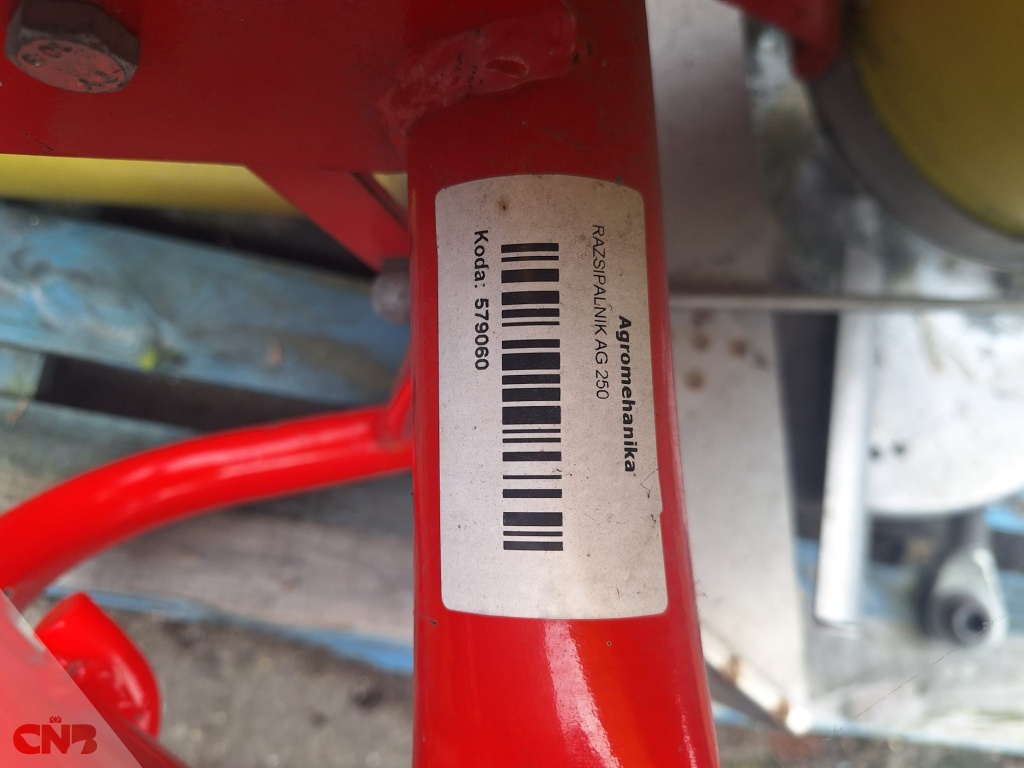 Agromehanika
RAZSIPALNIK AG 250
Koda: 579060
CNB